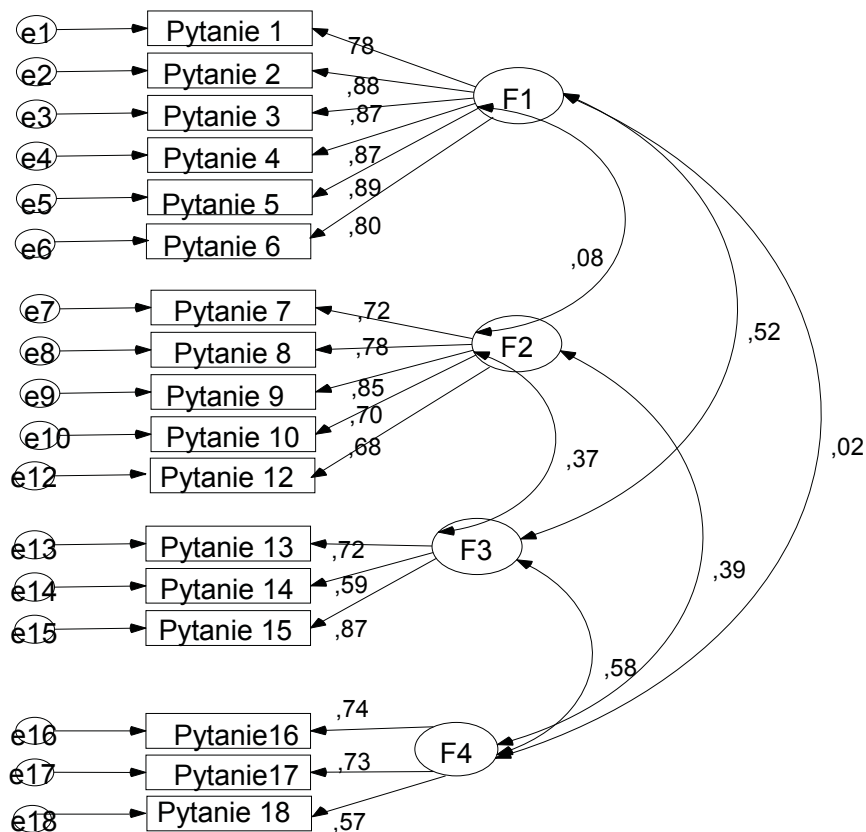 e1 Pytanie 1 78
e2 Pytanie 2 ,88 F1
e3 Pytanie 3 ,87
e4 Pytanie 4 ,87
e5 Pytanie 5 ,89
e6 Pytanie 6 ,80
,08
e7 Pytanie 7 ,72
e8 Pytanie 8 ,78 F2 ,52
e9 Pytanie 9 ,85
e10 Pytanie 10 ,70
e12 Pytanie 12 ,68 ,37 ,02
e13 Pytanie 13 ,72 F3
e14 Pytanie 14 ,59 ,39
e15 Pytanie 15 ,87
,58
e16 Pytanie16 ,74
e17 Pytanie17 ,73 F4
e18 Pytanie 18 ,57